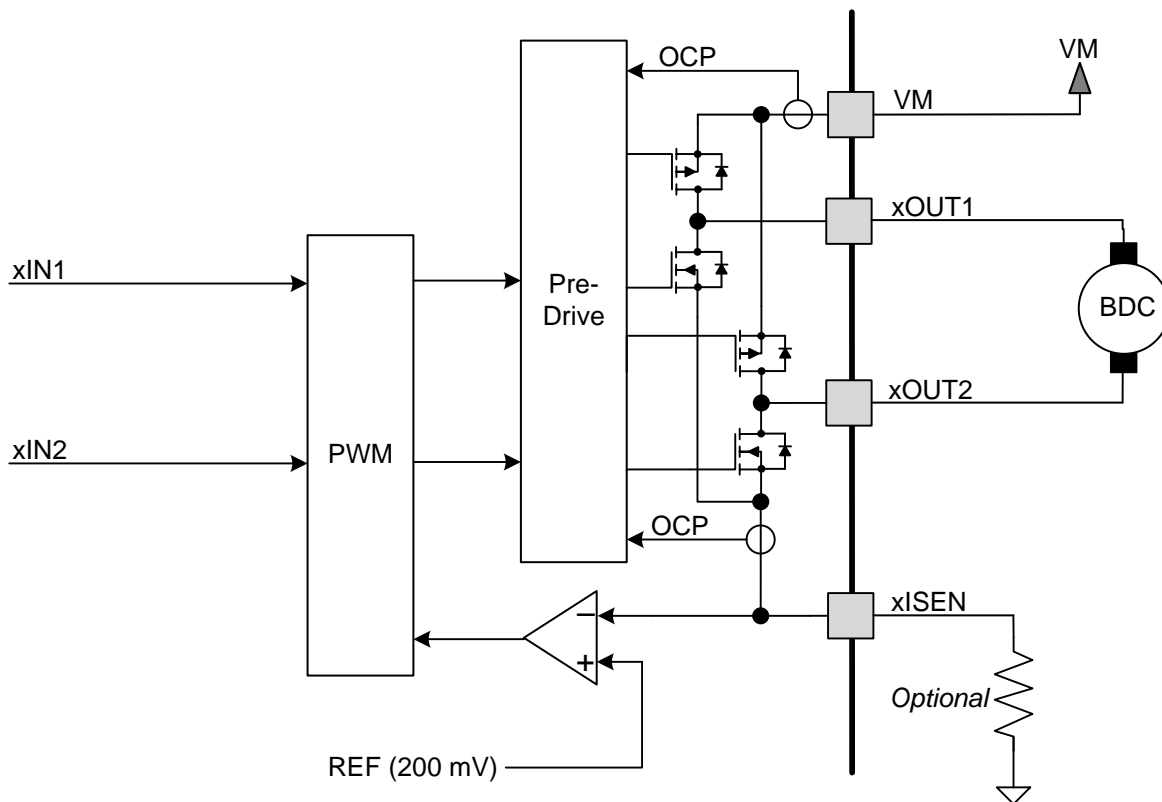 OCP
VM
VM
xOUT1
xIN1
Pre-
Drive
BDC
xOUT2
xIN2
PWM
OCP
xISEN
–
+
Optional
REF (200 mV)